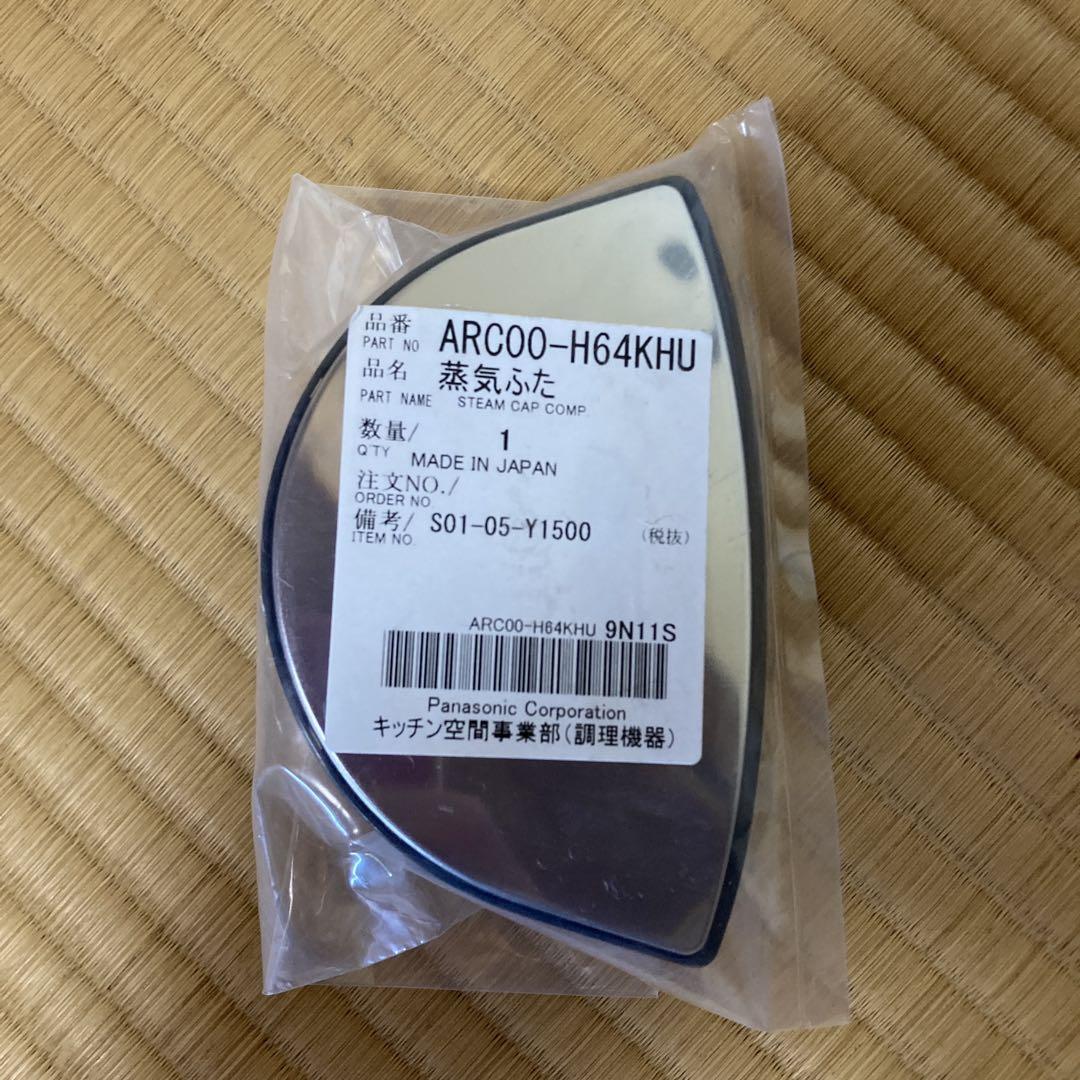 品番 ARC00-H64KHU
PART NO
品名 蒸気ふた
PART NAME STEAM CAP COMP.
数量/ 1
Q'TY MADE IN JAPAN
注文NO./
ORDER NO
備考/ S01-05-Y1500 (税抜)
ITEM NO.
ARC00-H64KHU 9N11S
Panasonic Corporation
キッチン空間事業部(調理機器)